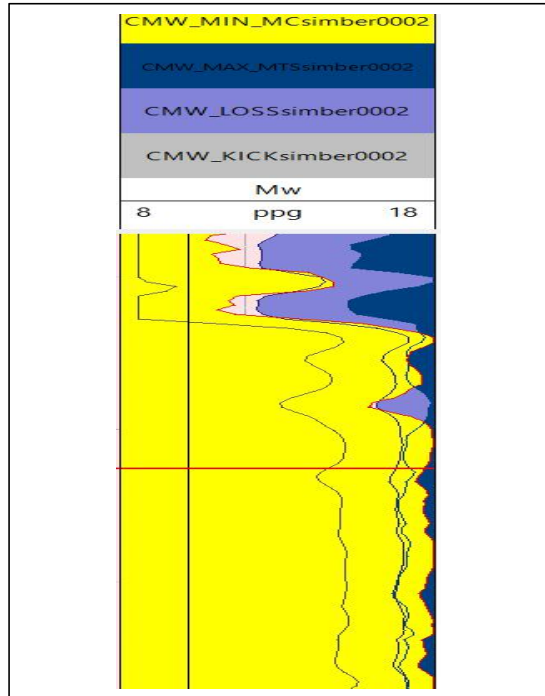 CMW_MIN_MCsimber0002
CMW_MAX_MTSsimber0002
CMW_LOSSsimber0002
CMW_KICKsimber0002
Mw
8 ppg 18